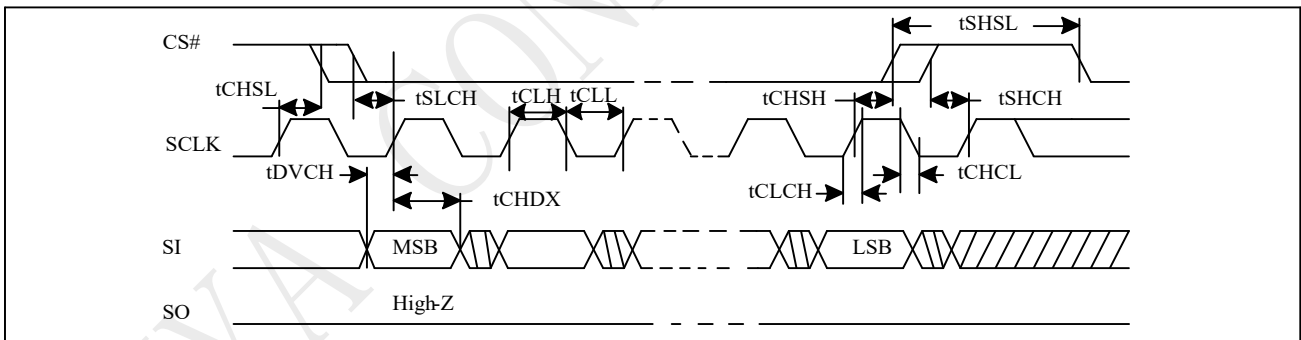 tSHSL
CS#
tCHSL
tSLCH
tCLH
tCLL
tCHSH
tSHCH
SCLK
tDVCH
tCHDX
tCLCH
tCHCL
SI
MSB
LSB
SO
High-Z